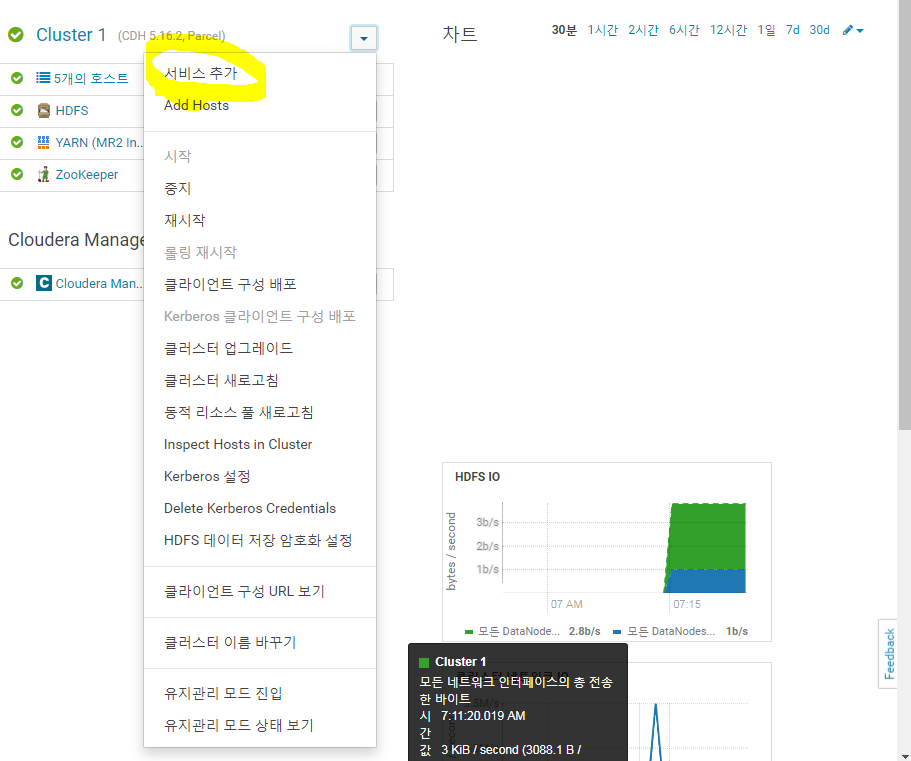 Cluster 1 (CDH 5.16.2, Parcel)
5개의 호스트
HDFS
YARN (MR2 In...
ZooKeeper
Cloudera Manage
Cloudera Man...
서비스 추가
Add Hosts
시작
중지
재시작
롤링 재시작
클라이언트 구성 배포
Kerberos 클라이언트 구성 배포
클러스터 업그레이드
클러스터 새로고침
동적 리소스 풀 새로고침
Inspect Hosts in Cluster
Kerberos 설정
Delete Kerberos Credentials
HDFS 데이터 저장 암호화 설정
클라이언트 구성 URL 보기
클러스터 이름 바꾸기
유지관리 모드 진입
유지관리 모드 상태 보기
차트
30분 1시간 2시간 6시간 12시간 1일 7d 30d
HDFS IO
bytes / second
3b/s
2b/s
1b/s
07 AM 07:15
모든 DataNode... 2.8b/s 모든 DataNodes... 1b/s
Cluster 1
모든 네트워크 인터페이스의 총 전송
한 바이트
시 7:11:20.019 AM
간
값 3 KiB / second (3088.1 B /
Feedback